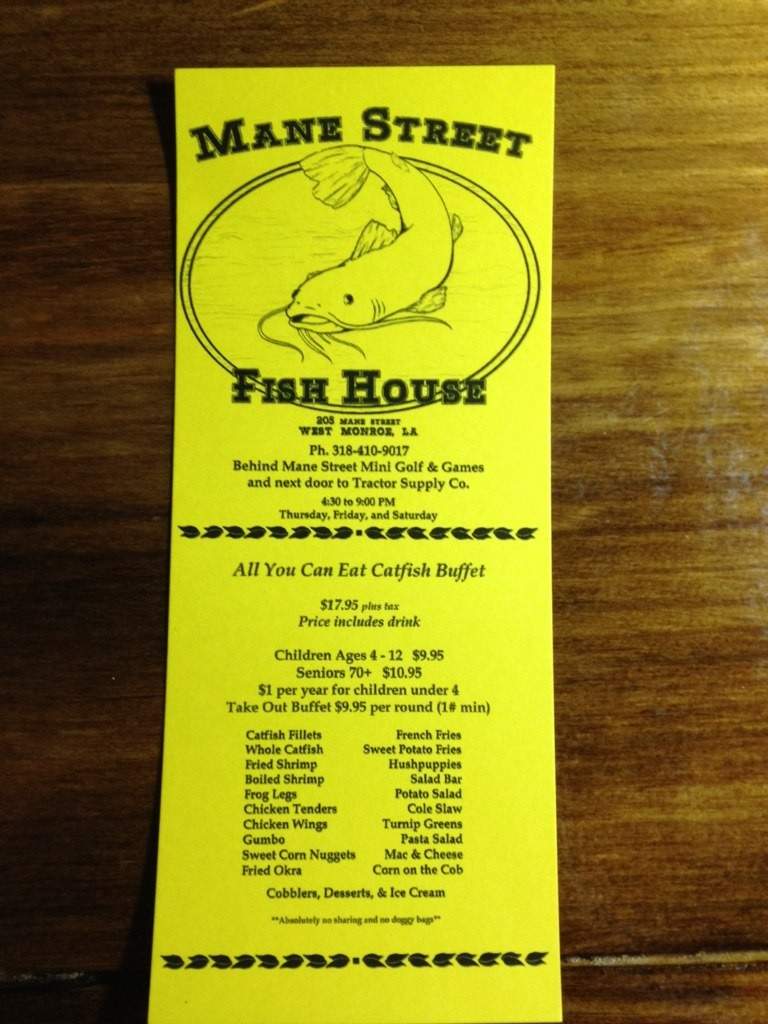 Mane Street
Fish House
205 Mane Street
West Monroe, LA
Ph. 318-410-9017
Behind Mane Street Mini Golf & Games
and next door to Tractor Supply Co.
4:30 to 9:00 PM
Thursday, Friday, and Saturday
All You Can Eat Catfish Buffet
$17.95 plus tax
Price includes drink
Children Ages 4 - 12 $9.95
Seniors 70+ $10.95
$1 per year for children under 4
Take Out Buffet $9.95 per round (1# min)
Catfish Fillets French Fries
Whole Catfish Sweet Potato Fries
Fried Shrimp Hushpuppies
Boiled Shrimp Salad Bar
Frog Legs Potato Salad
Chicken Tenders Cole Slaw
Chicken Wings Turnip Greens
Gumbo Pasta Salad
Sweet Corn Nuggets Mac & Cheese
Fried Okra Corn on the Cob
Cobblers, Desserts, & Ice Cream
**Absolutely no sharing and no doggy bags**